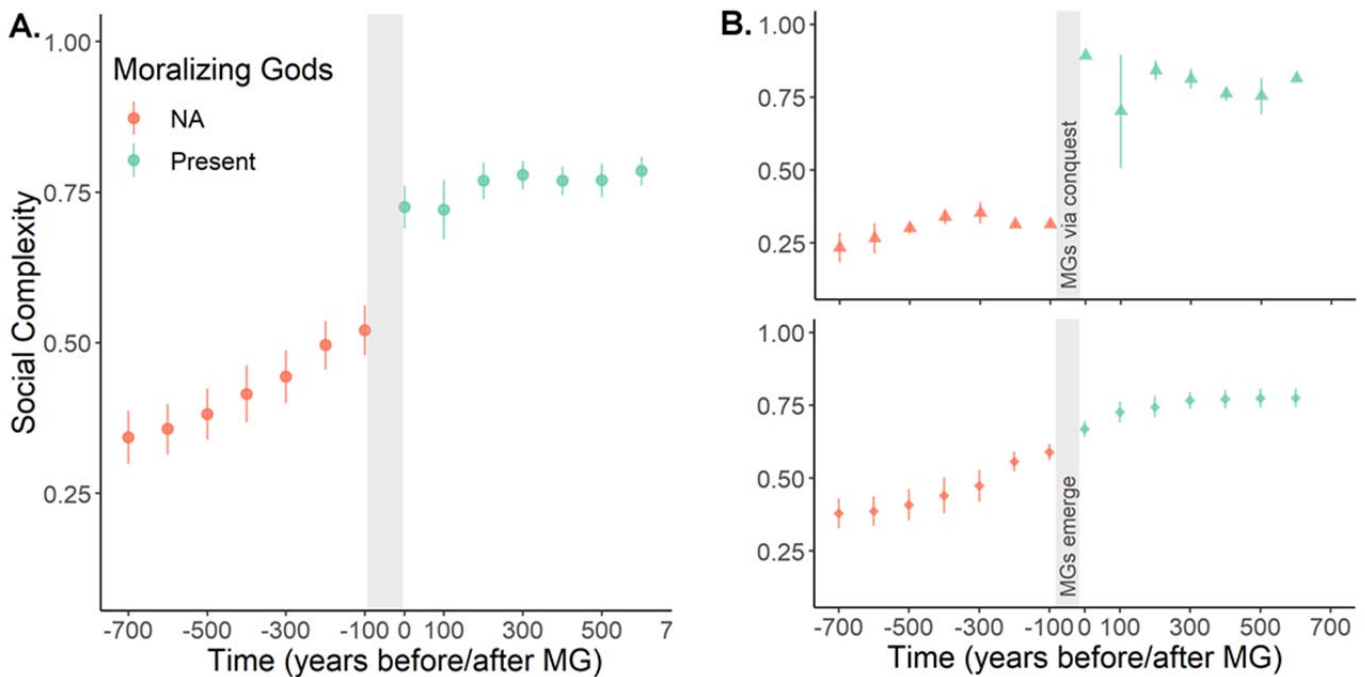 A.
1.00
Moralizing Gods
NA
Present
0.75
0.50
0.25
Social Complexity
-700 -500 -300 -100 0 100 300 500 7
Time (years before/after MG)
B.
1.00
0.75
0.50
0.25
MGs via conquest
1.00
0.75
0.50
0.25
MGs emerge
-700 -500 -300 -100 0 100 300 500 700
Time (years before/after MG)